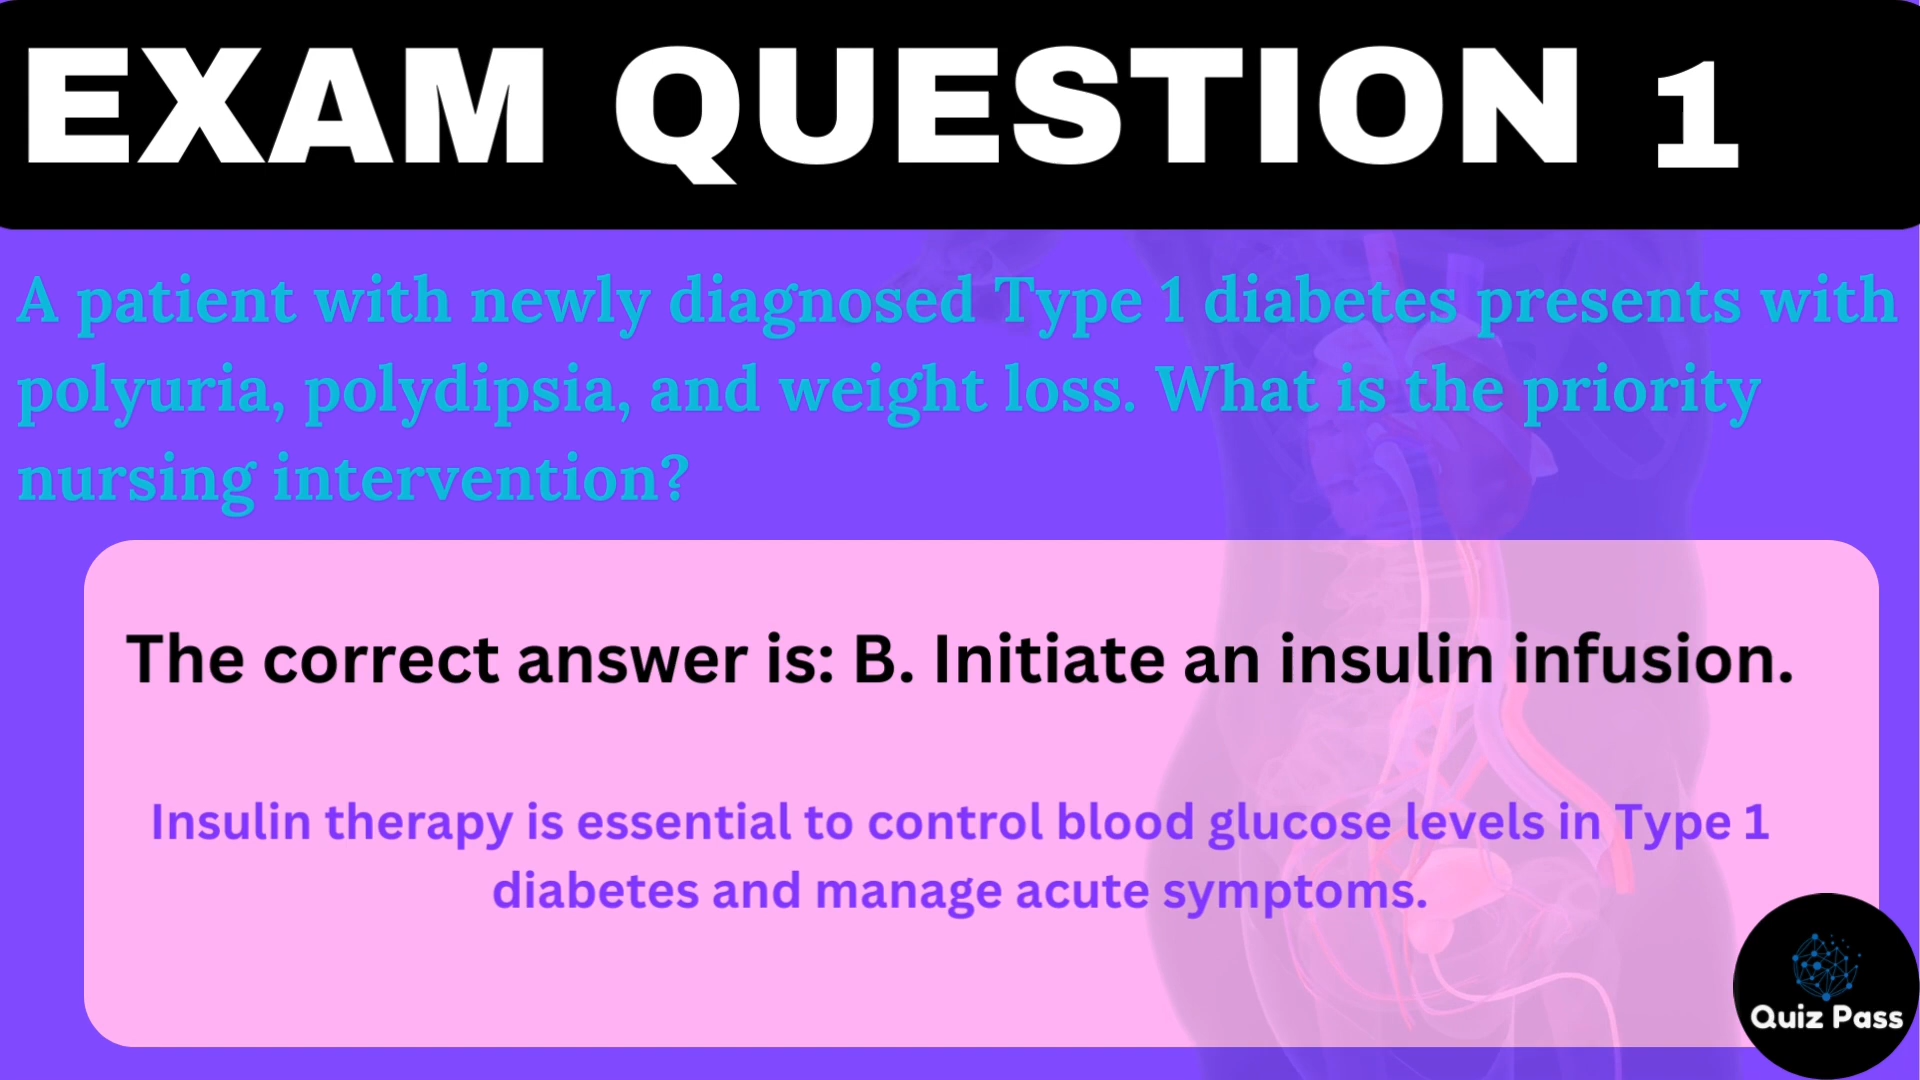 EXAM QUESTION 1
A patient with newly diagnosed Type 1 diabetes presents with
polyuria, polydipsia, and weight loss. What is the priority
nursing intervention?
The correct answer is: B. Initiate an insulin infusion.
Insulin therapy is essential to control blood glucose levels in Type 1
diabetes and manage acute symptoms.
Quiz Pass